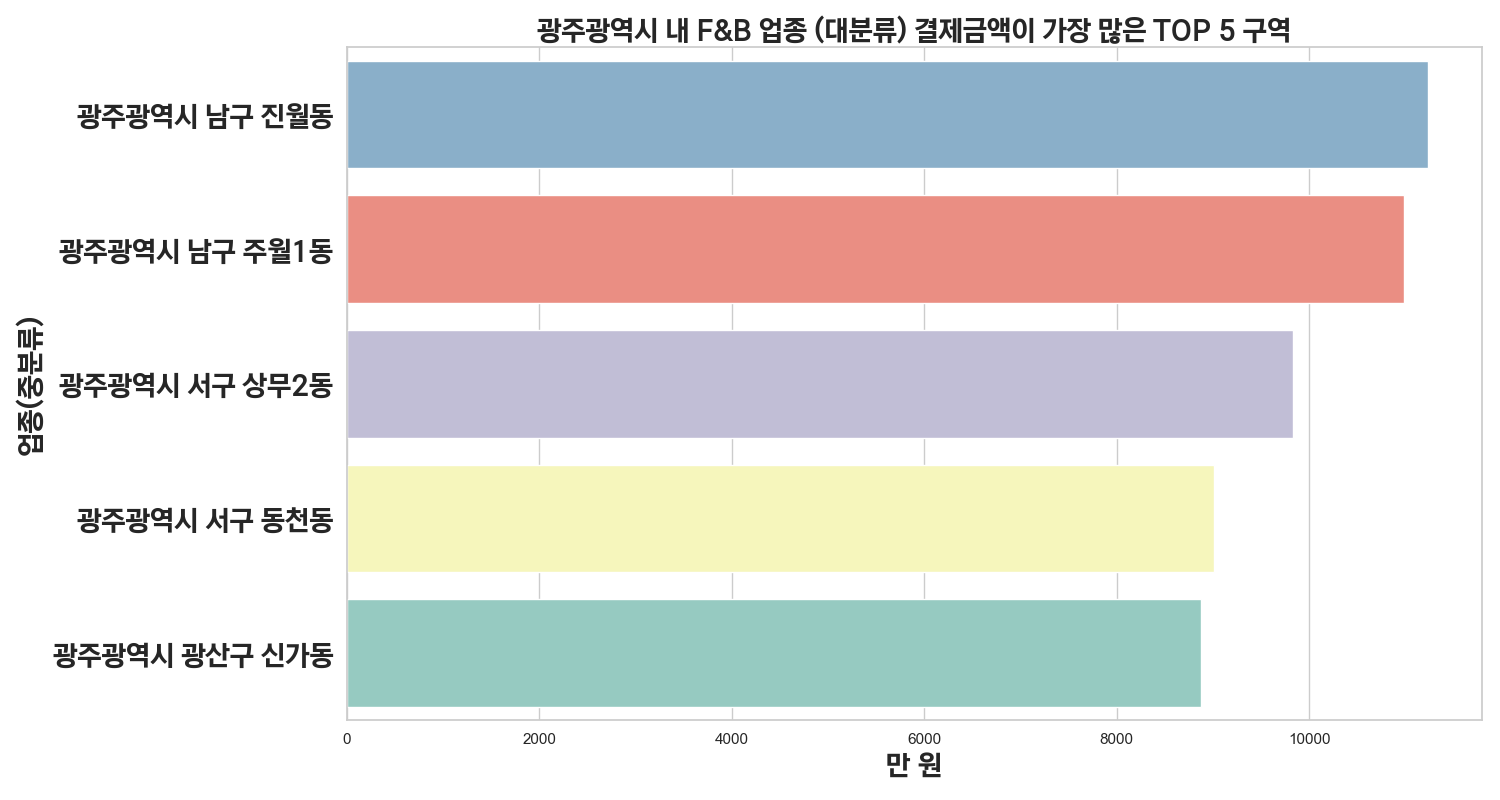 광주광역시 내 F&B 업종 (대분류) 결제금액이 가장 많은 TOP 5 구역
업종(중분류)
광주광역시 남구 진월동
광주광역시 남구 주월1동
광주광역시 서구 상무2동
광주광역시 서구 동천동
광주광역시 광산구 신가동
0 2000 4000 6000 8000 10000
만 원